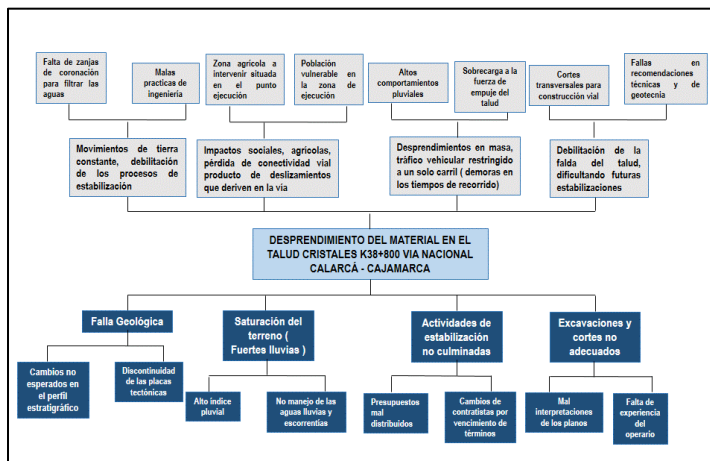 Falta de zanjas
de coronación
para filtrar las
aguas
Malas
practicas de
ingeniería
Zona agrícola a
intervenir situada
en el punto
ejecución
Población
vulnerable en
la zona de
ejecución
Altos
comportamientos
pluviales
Sobrecarga a la
fuerza de
empuje del
talud
Cortes
transversales para
construcción vial
Fallas en
recomendaciones
técnicas y de
geotecnia
Movimientos de tierra
constante, debilitación
de los procesos de
estabilización
Impactos sociales, agrícolas,
pérdida de conectividad vial
producto de deslizamientos
que deriven en la via
Desprendimientos en masa,
tráfico vehicular restringido
a un solo carril ( demoras
en los tiempos de recorrido)
Debilitación de la
falda del talud,
dificultando futuras
estabilizaciones
DESPRENDIMIENTO DEL MATERIAL EN EL
TALUD CRISTALES K38+800 VIA NACIONAL
CALARCÁ - CAJAMARCA
Falla Geológica
Saturación del
terreno (
Fuertes lluvias )
Actividades de
estabilización
no culminadas
Excavaciones y
cortes no
adecuados
Cambios no
esperados en
el perfil
estratigráfico
Discontinuidad
de las placas
tectónicas
Alto índice
pluvial
No manejo de las
aguas lluvias y
escorrentías
Presupuestos
mal
distribuidos
Cambios de
contratistas por
vencimiento de
términos
Mal
interpretaciones
de los planos
Falta de
experiencia
del
operario